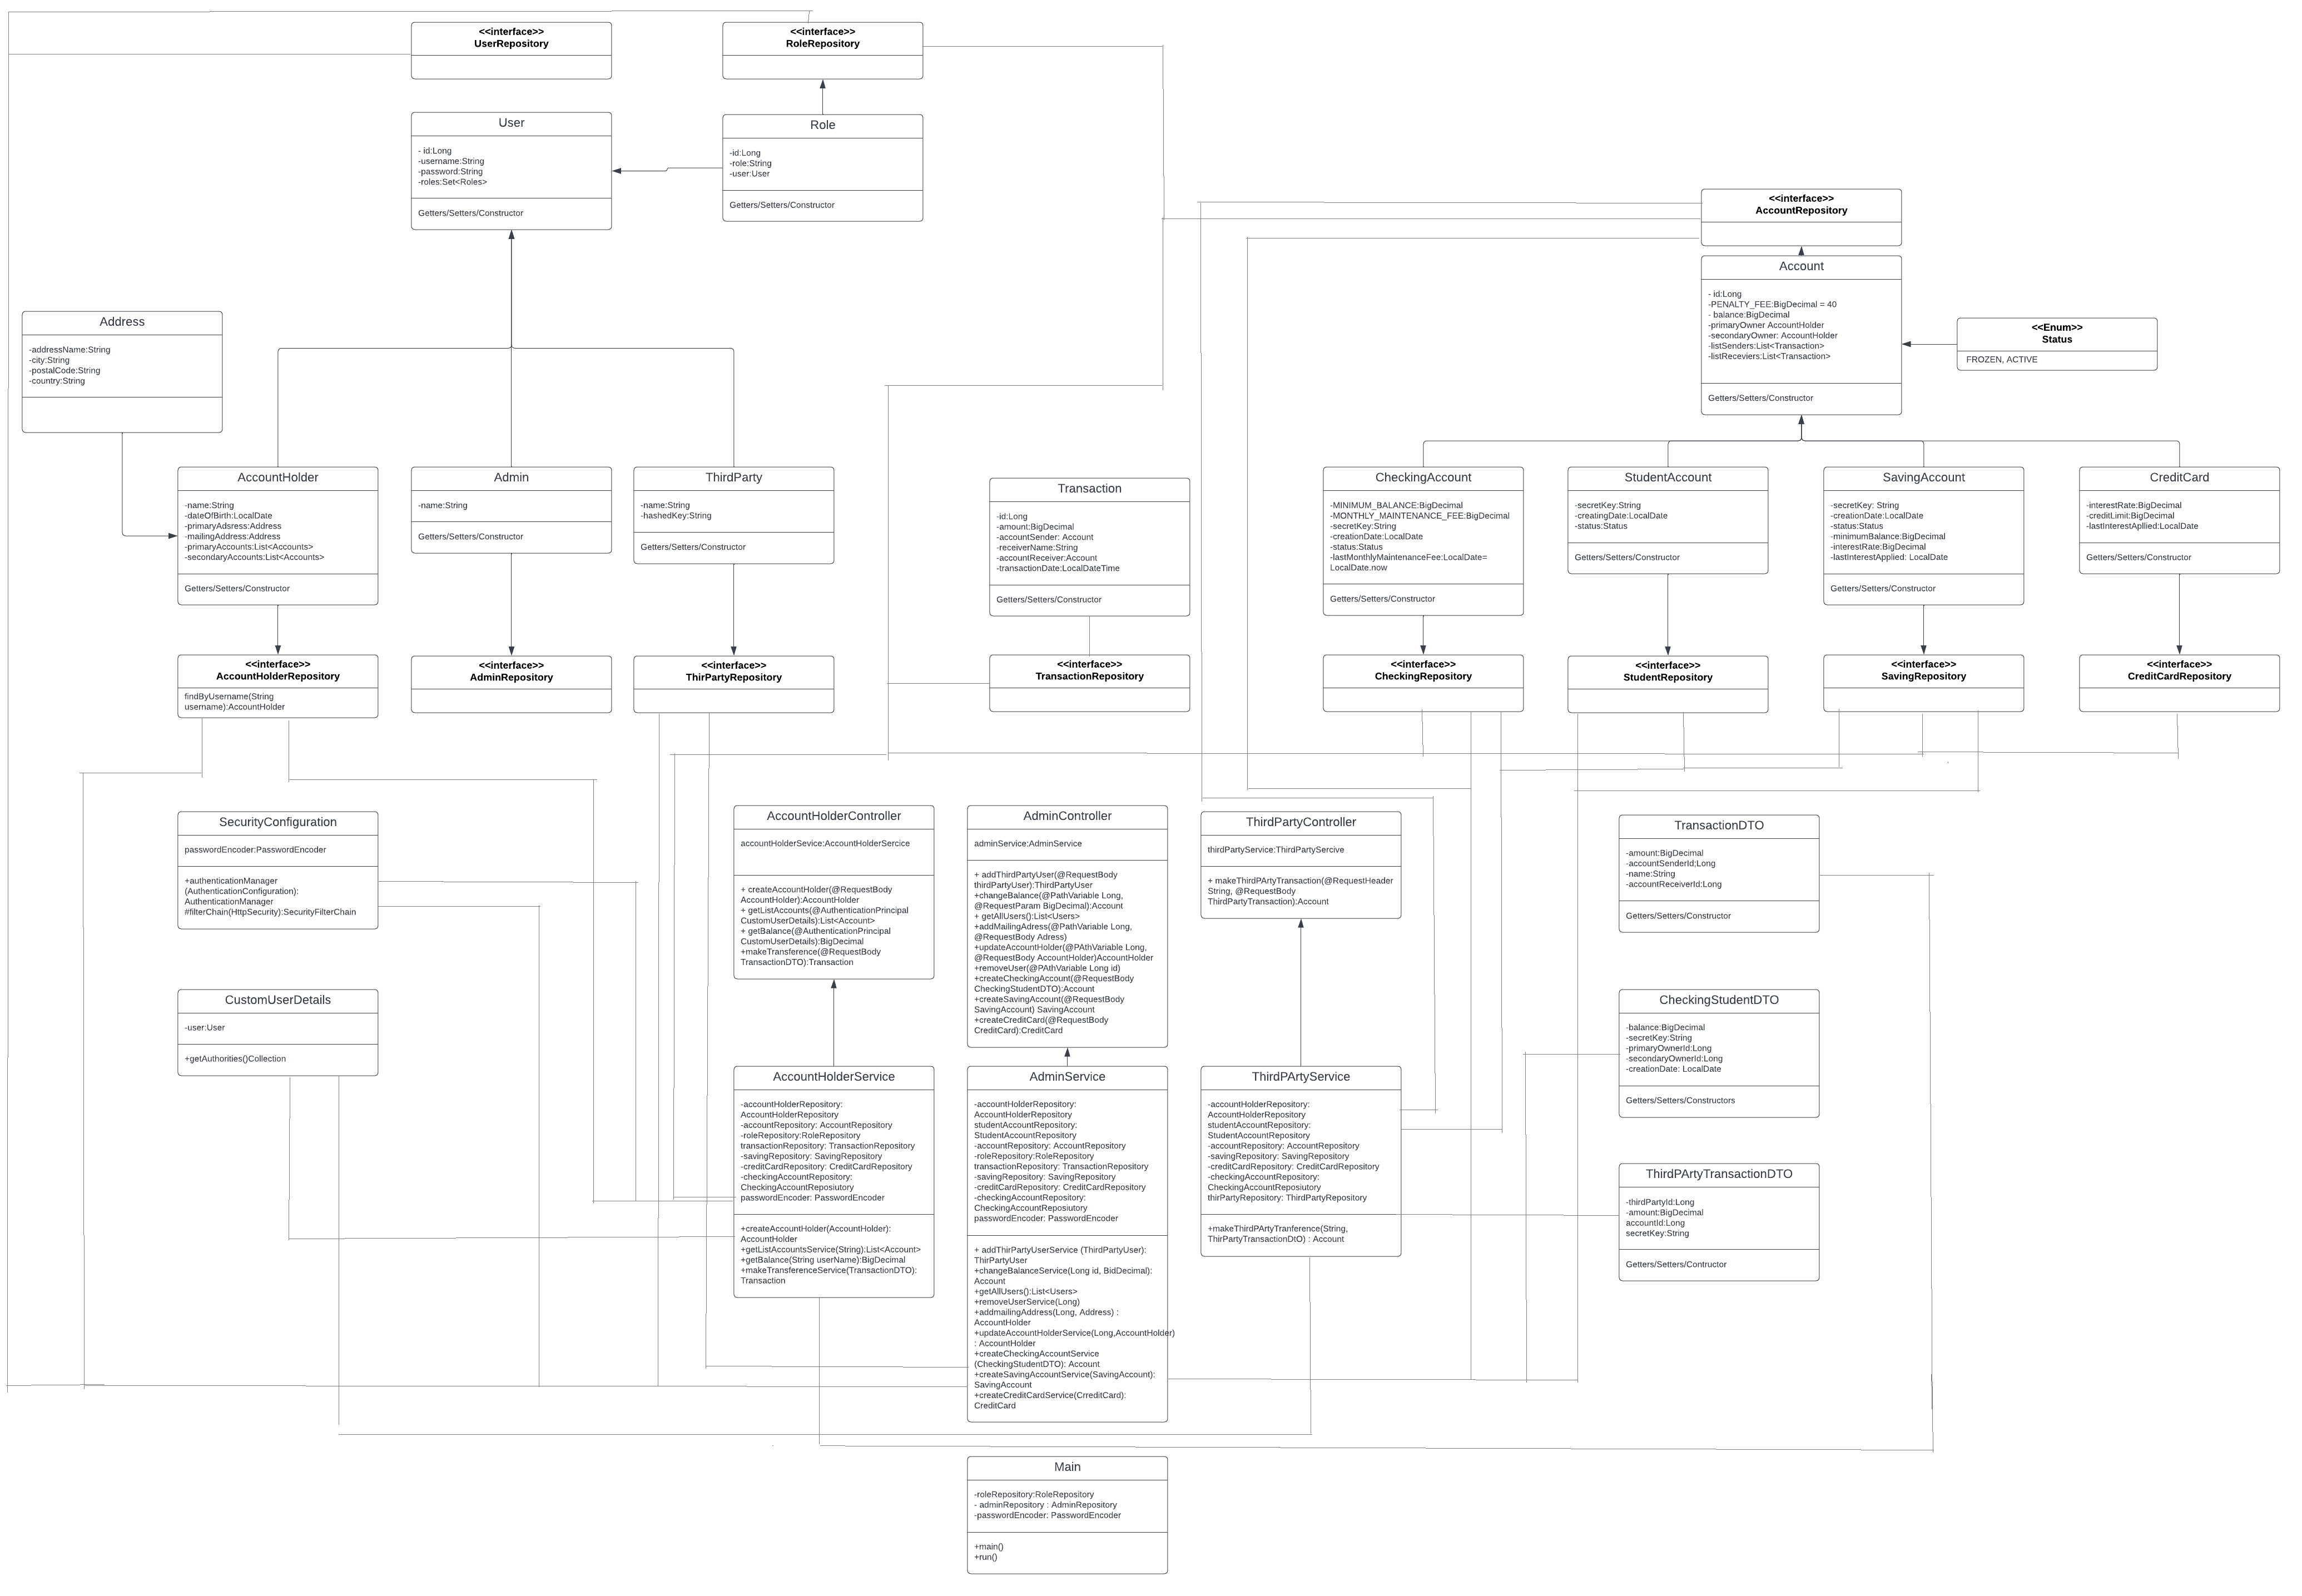 <<interface>>
UserRepository
<<interface>>
RoleRepository
User
- id:Long
-username:String
-password:String
-roles:Set<Roles>
Getters/Setters/Constructor
Role
-id:Long
-role:String
-user:User
Getters/Setters/Constructor
<<interface>>
AccountRepository
Account
- id:Long
-PENALTY_FEE:BigDecimal = 40
- balance:BigDecimal
-primaryOwner AccountHolder
-secondaryOwner: AccountHolder
-listSenders:List<Transaction>
-listReceviers:List<Transaction>
Getters/Setters/Constructor
<<Enum>>
Status
FROZEN, ACTIVE
Address
-addressName:String
-city:String
-postalCode:String
-country:String
AccountHolder
-name:String
-dateOfBirth:LocalDate
-primaryAdsress:Address
-mailingAddress:Address
-primaryAccounts:List<Accounts>
-secondaryAccounts:List<Accounts>
Getters/Setters/Constructor
Admin
-name:String
Getters/Setters/Constructor
ThirdParty
-name:String
-hashedKey:String
Getters/Setters/Constructor
Transaction
-id:Long
-amount:BigDecimal
-accountSender: Account
-receiverName:String
-accountReceiver:Account
-transactionDate:LocalDateTime
Getters/Setters/Constructor
CheckingAccount
-MINIMUM_BALANCE:BigDecimal
-MONTHLY_MAINTENANCE_FEE:BigDecimal
-secretKey:String
-creationDate:LocalDate
-status:Status
-lastMonthlyMaintenanceFee:LocalDate=
LocalDate.now
Getters/Setters/Constructor
StudentAccount
-secretKey:String
-creatingDate:LocalDate
-status:Status
Getters/Setters/Constructor
SavingAccount
-secretKey: String
-creationDate:LocalDate
-status:Status
-minimumBalance:BigDecimal
-interestRate:BigDecimal
-lastInterestApplied: LocalDate
Getters/Setters/Constructor
CreditCard
-interestRate:BigDecimal
-creditLimit:BigDecimal
-lastInterestApllied:LocalDate
Getters/Setters/Constructor
<<interface>>
AccountHolderRepository
findByUsername(String
username):AccountHolder
<<interface>>
AdminRepository
<<interface>>
ThirPartyRepository
<<interface>>
TransactionRepository
<<interface>>
CheckingRepository
<<interface>>
StudentRepository
<<interface>>
SavingRepository
<<interface>>
CreditCardRepository
SecurityConfiguration
passwordEncoder:PasswordEncoder
+authenticationManager
(AuthenticationConfiguration):
AuthenticationManager
#filterChain(HttpSecurity):SecurityFilterChain
AccountHolderController
accountHolderSevice:AccountHolderSercice
+ createAccountHolder(@RequestBody
AccountHolder):AccountHolder
+ getListAccounts(@AuthenticationPrincipal
CustomUserDetails):List<Account>
+ getBalance(@AuthenticationPrincipal
CustomUserDetails):BigDecimal
+makeTransference(@RequestBody
TransactionDTO):Transaction
AdminController
adminService:AdminService
+ addThirdPartyUser(@RequestBody
thirdPartyUser):ThirdPartyUser
+changeBalance(@PathVariable Long,
@RequestParam BigDecimal):Account
+ getAllUsers():List<Users>
+addMailingAdress(@PathVariable Long,
@RequestBody Adress)
+updateAccountHolder(@PAthVariable Long,
@RequestBody AccountHolder)AccountHolder
+removeUser(@PAthVariable Long id)
+createCheckingAccount(@RequestBody
CheckingStudentDTO):Account
+createSavingAccount(@RequestBody
SavingAccount) SavingAccount
+createCreditCard(@RequestBody
CreditCard):CreditCard
ThirdPartyController
thirdPartyService:ThirdPartySercive
+ makeThirdPArtyTransaction(@RequestHeader
String, @RequestBody
ThirdPartyTransaction):Account
TransactionDTO
-amount:BigDecimal
-accountSenderId;Long
-name:String
-accountReceiverId:Long
Getters/Setters/Constructor
CustomUserDetails
-user:User
+getAuthorities()Collection
CheckingStudentDTO
-balance:BigDecimal
-secretKey:String
-primaryOwnerId:Long
-secondaryOwnerId:Long
-creationDate: LocalDate
Getters/Setters/Constructors
AccountHolderService
-accountHolderRepository:
AccountHolderRepository
-accountRepository: AccountRepository
-roleRepository:RoleRepository
transactionRepository: TransactionRepository
-savingRepository: SavingRepository
-creditCardRepository: CreditCardRepository
-checkingAccountRepository:
CheckingAccountReposiutory
passwordEncoder: PasswordEncoder
+createAccountHolder(AccountHolder):
AccountHolder
+getListAccountsService(String):List<Account>
+getBalance(String userName):BigDecimal
+makeTransferenceService(TransactionDTO):
Transaction
AdminService
-accountHolderRepository:
AccountHolderRepository
studentAccountRepository:
StudentAccountRepository
-accountRepository: AccountRepository
-roleRepository:RoleRepository
transactionRepository: TransactionRepository
-savingRepository: SavingRepository
-creditCardRepository: CreditCardRepository
-checkingAccountRepository:
CheckingAccountReposiutory
passwordEncoder: PasswordEncoder
+ addThirPartyUserService (ThirdPartyUser):
ThirPartyUser
+changeBalanceService(Long id, BidDecimal):
Account
+getAllUsers():List<Users>
+removeUserService(Long)
+addmailingAddress(Long, Address) :
AccountHolder
+updateAccountHolderService(Long,AccountHolder)
: AccountHolder
+createCheckingAccountService
(CheckingStudentDTO): Account
+createSavingAccountService(SavingAccount):
SavingAccount
+createCreditCardService(CrreditCard):
CreditCard
ThirdPArtyService
-accountHolderRepository:
AccountHolderRepository
studentAccountRepository:
StudentAccountRepository
-accountRepository: AccountRepository
-savingRepository: SavingRepository
-creditCardRepository: CreditCardRepository
-checkingAccountRepository:
CheckingAccountReposiutory
thirPartyRepository: ThirdPartyRepository
+makeThirdPArtyTranference(String,
ThirPartyTransactionDtO) : Account
ThirdPArtyTransactionDTO
-thirdPartyId:Long
-amount:BigDecimal
accountId:Long
secretKey:String
Getters/Setters/Contructor
Main
-roleRepository:RoleRepository
- adminRepository : AdminRepository
-passwordEncoder: PasswordEncoder
+main()
+run()